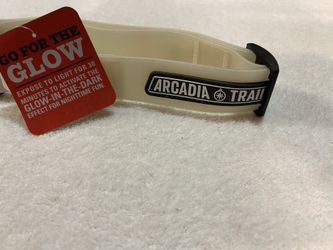 GO FOR THE
GLOW
EXPOSE TO LIGHT FOR 30
MINUTES TO ACTIVATE THE
GLOW-IN-THE-DARK
EFFECT FOR NIGHTTIME FUN.
ARCADIA TRAIL